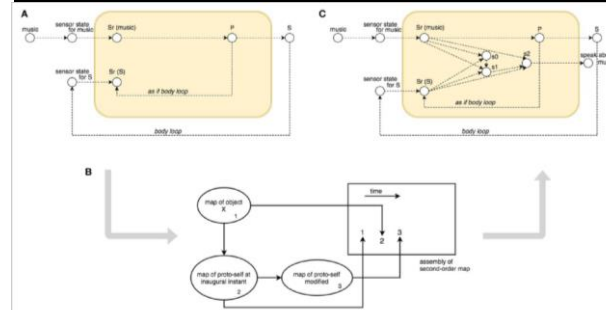 A
music
sensor state
for music
Sr (music)
P
S
sensor state
for S
Sr (S)
as if body loop
body loop
C
music
sensor state
for music
Sr (music)
P
S
s0
s1
s2
speak
mu
sensor state
for S
Sr (S)
as if body loop
body loop
B
map of object
X
1
time
1
2
3
assembly of
second-order map
map of proto-self at
inaugural instant
2
map of proto-self
modified
3